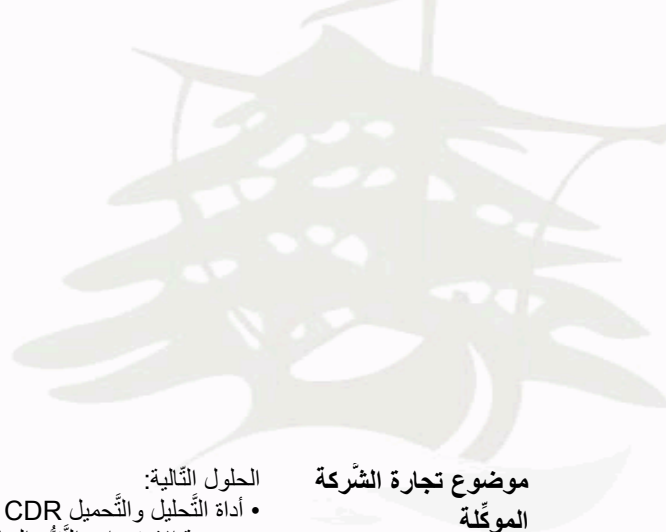 موضوع تجارة الشَّركة
الموكِّلة
الحلول التَّالية:
• أداة التَّحليل والتَّحميل CDR